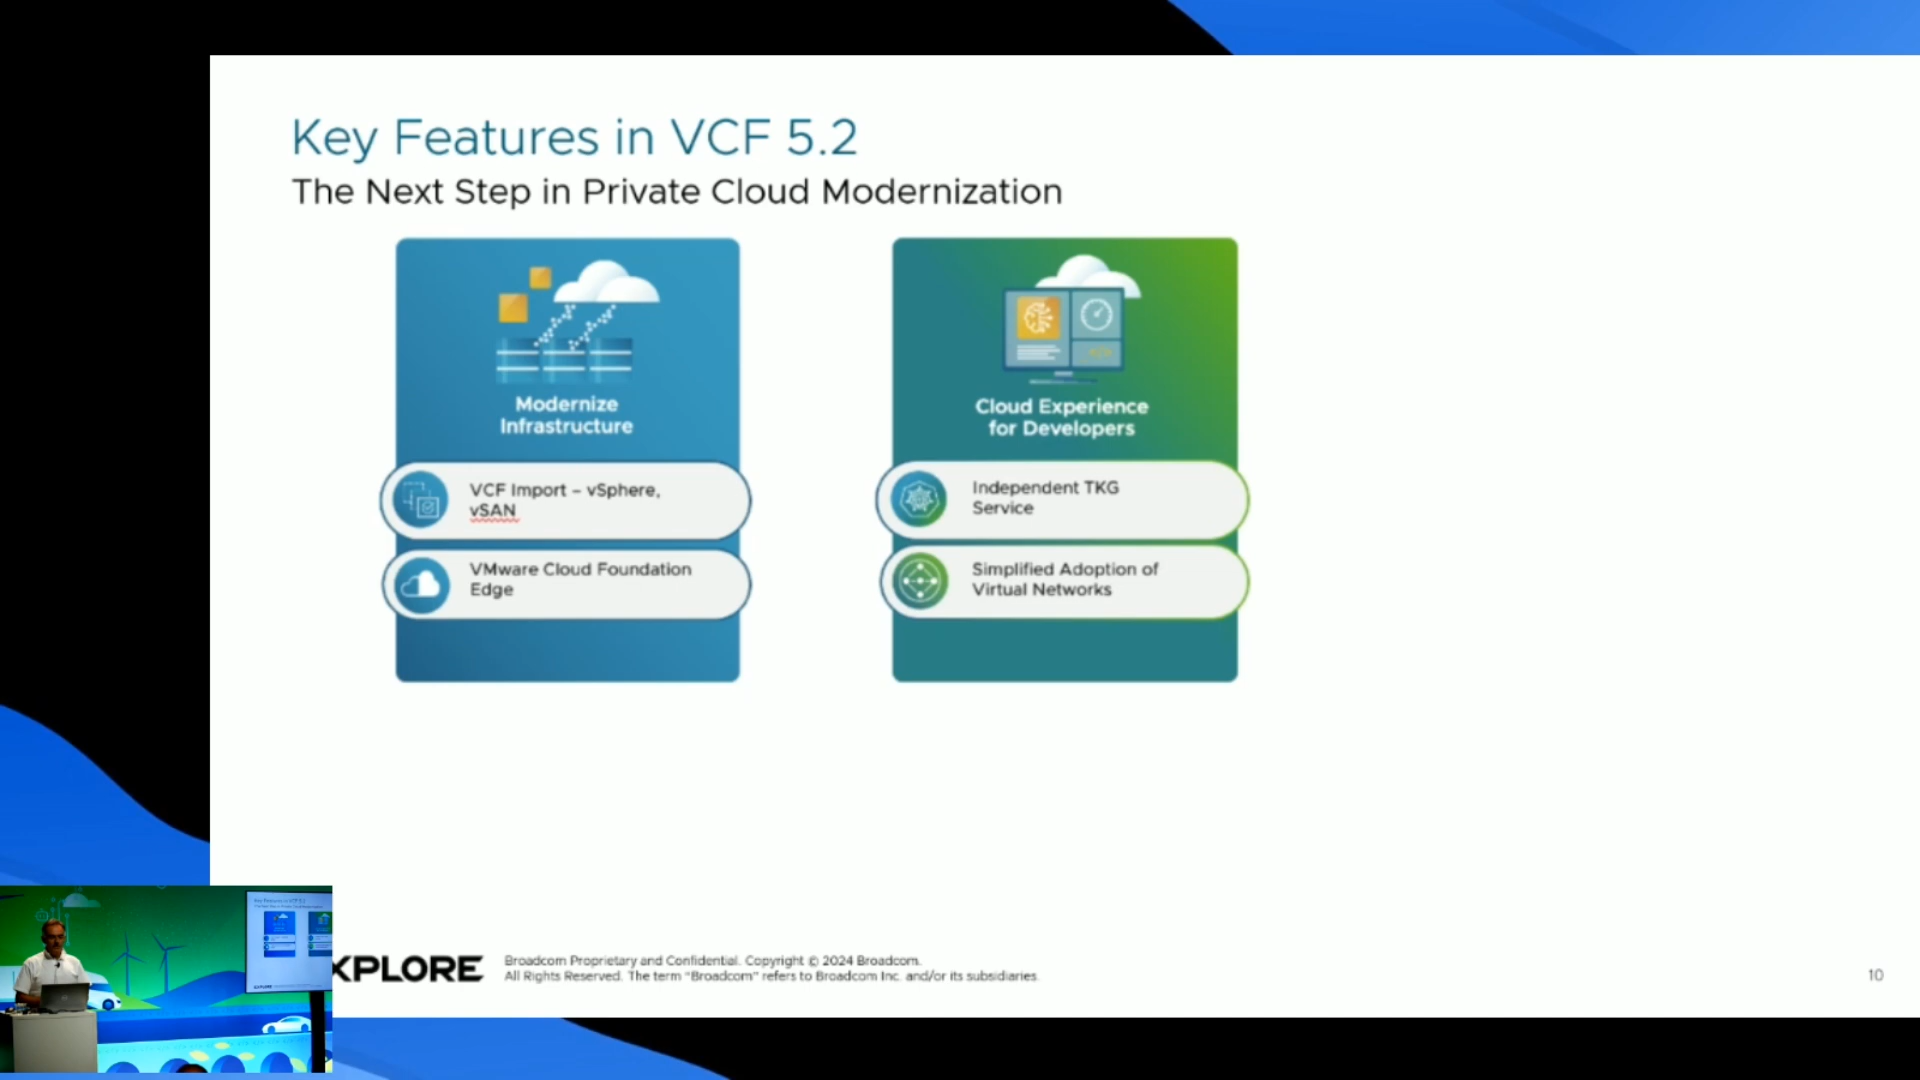 Key Features in VCF 5.2
The Next Step in Private Cloud Modernization
Modernize
Infrastructure
VCF Import – vSphere,
vSAN
VMware Cloud Foundation
Edge
Cloud Experience
for Developers
Independent TKG
Service
Simplified Adoption of
Virtual Networks
XPLORE
Broadcom Proprietary and Confidential. Copyright © 2024 Broadcom.
All Rights Reserved. The term "Broadcom" refers to Broadcom Inc. and/or its subsidiaries.
10